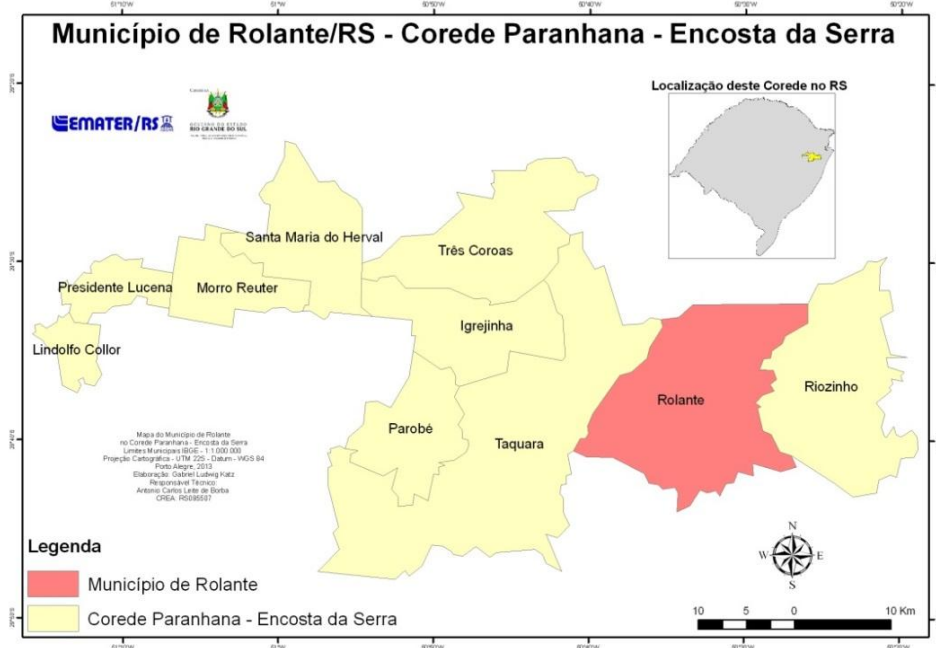 Município de Rolante/RS - Corede Paranhana - Encosta da Serra
Localização deste Corede no RS
EMATER/RS
GOVERNO DO ESTADO
RIO GRANDE DO SUL
Santa Maria do Herval
Três Coroas
Presidente Lucena
Morro Reuter
Igrejinha
Lindolfo Collor
Riozinho
Rolante
Parobé
Taquara
Mapa do Município de Rolante
no Corede Paranhana - Encosta da Serra
Limites Municipais IBGE - 1:1.000.000
Projeção Cartográfica - UTM 22S - Datum - WGS 84
Porto Alegre, 2013
Elaboração: Gabriel Ludwig Katz
Responsável Técnico:
Antonio Carlos Leite de Borba
Legenda
Município de Rolante
Corede Paranhana - Encosta da Serra
N
W E
S
10 5 0 10 Km